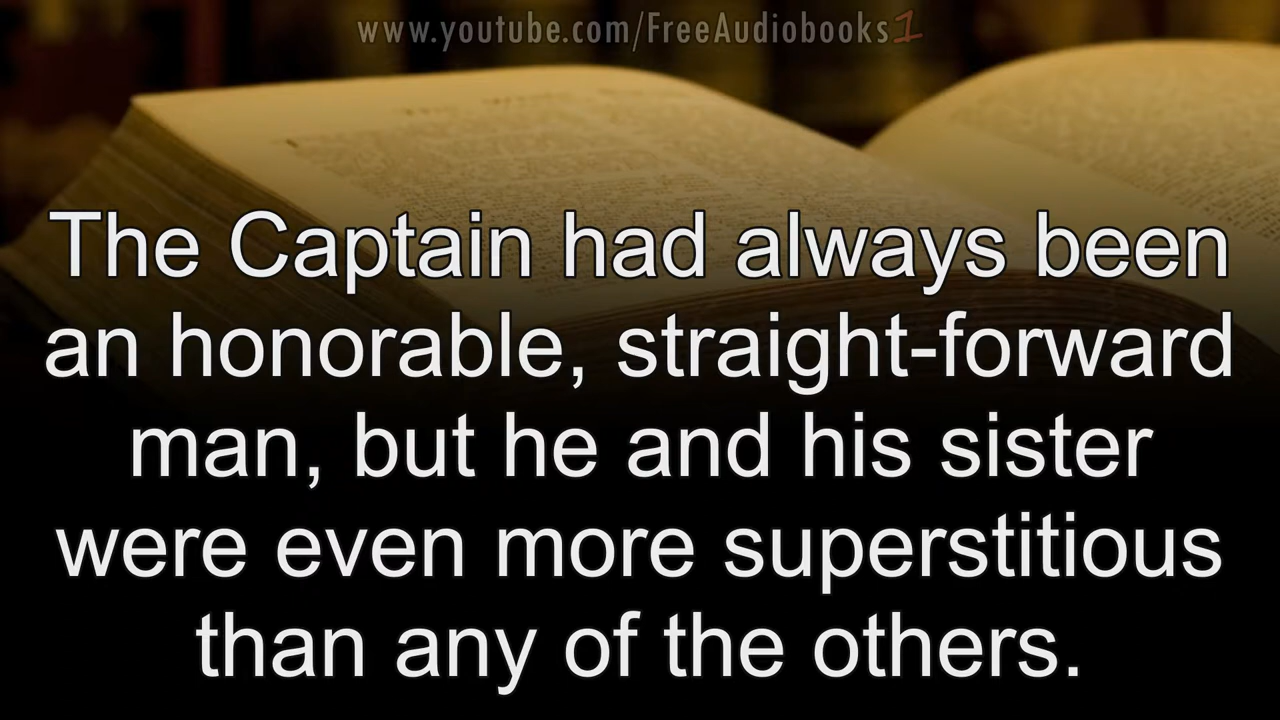 www.youtube.com/FreeAudiobooks1
The Captain had always been
an honorable, straight-forward
man, but he and his sister
were even more superstitious
than any of the others.